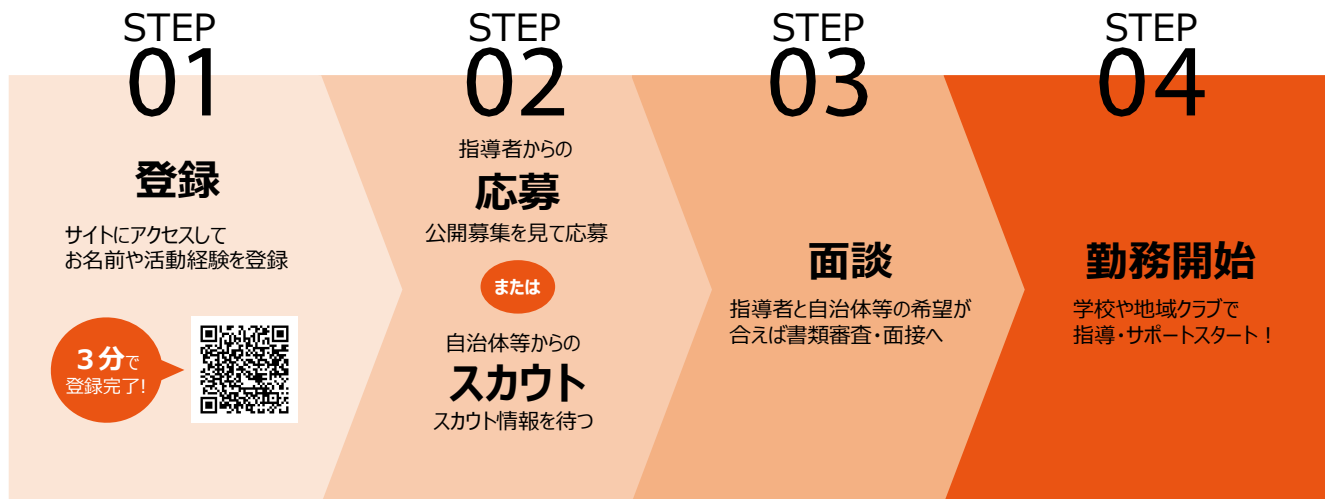 STEP
01
登録
サイトにアクセスして
お名前や活動経験を登録
3分で
登録完了!
STEP
02
指導者からの
応募
公開募集を見て応募
または
自治体等からの
スカウト
スカウト情報を待つ
STEP
03
面談
指導者と自治体等の希望が
合えば書類審査・面接へ
STEP
04
勤務開始
学校や地域クラブで
指導・サポートスタート！